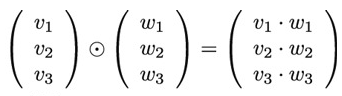 ( v₁ ) ⊙ ( w₁ ) = ( v₁ · w₁ )
( v₂ ) ⊙ ( w₂ ) = ( v₂ · w₂ )
( v₃ ) ⊙ ( w₃ ) = ( v₃ · w₃ )